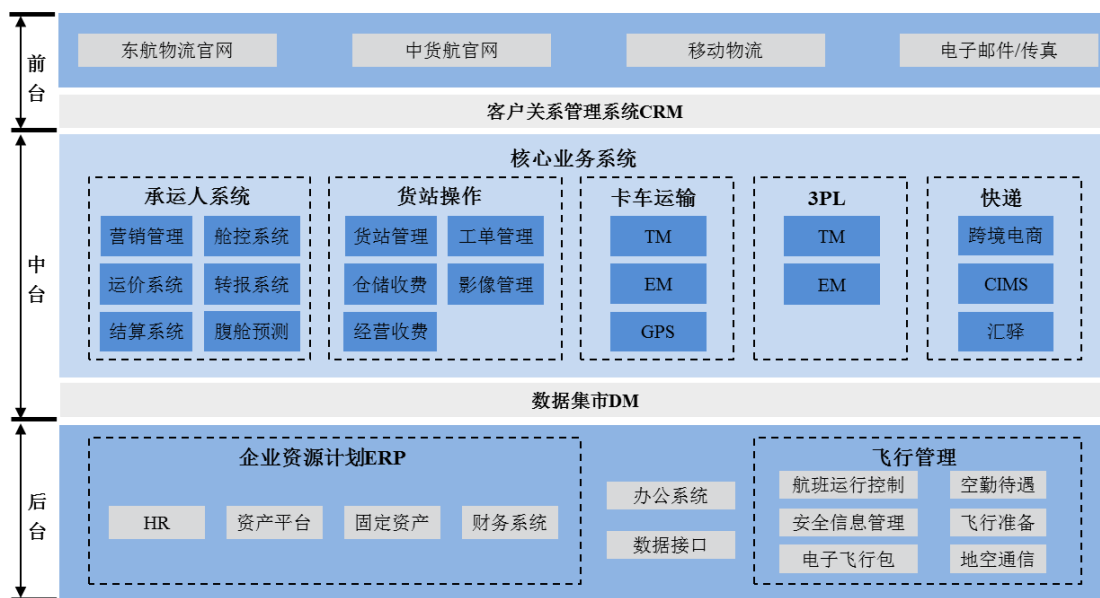 前台
东航物流官网
中货航官网
移动物流
电子邮件/传真
客户关系管理系统CRM
中台
核心业务系统
承运人系统
营销管理
舱控系统
运价系统
转报系统
结算系统
腹舱预测
货站操作
货站管理
工单管理
仓储收费
影像管理
经营收费
卡车运输
TM
EM
GPS
3PL
TM
EM
快递
跨境电商
CIMS
汇驿
数据集市DM
后台
企业资源计划ERP
HR
资产平台
固定资产
财务系统
办公系统
数据接口
飞行管理
航班运行控制
空勤待遇
安全信息管理
飞行准备
电子飞行包
地空通信